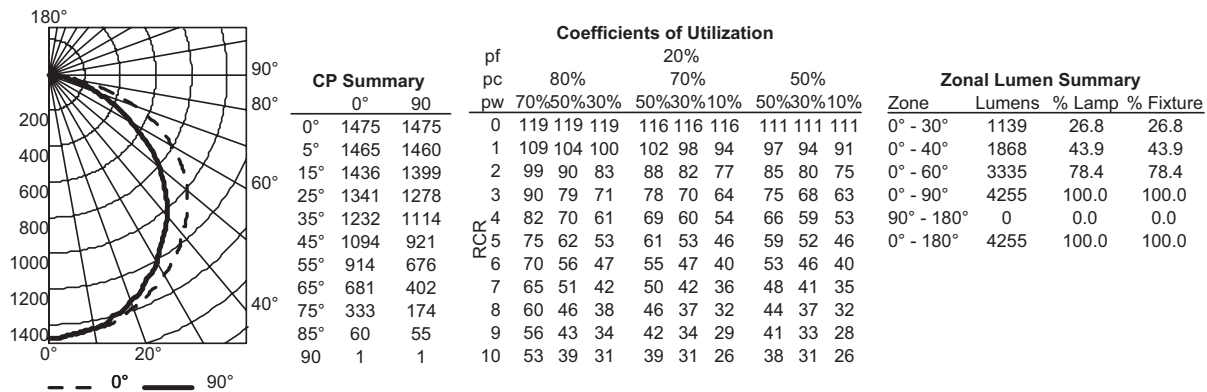 180°
90°
80°
60°
40°
200
400
600
800
1000
1200
1400
0° 20°
0° 90°
CP Summary
0° 90
0° 1475 1475
5° 1465 1460
15° 1436 1399
25° 1341 1278
35° 1232 1114
45° 1094 921
55° 914 676
65° 681 402
75° 333 174
85° 60 55
90 1 1
Coefficients of Utilization
pf 20%
pc 80% 70% 50%
pw 70%50%30% 50%30%10% 50%30%10%
RCR
0 119 119 119 116 116 116 111 111 111
1 109 104 100 102 98 94 97 94 91
2 99 90 83 88 82 77 85 80 75
3 90 79 71 78 70 64 75 68 63
4 82 70 61 69 60 54 66 59 53
5 75 62 53 61 53 46 59 52 46
6 70 56 47 55 47 40 53 46 40
7 65 51 42 50 42 36 48 41 35
8 60 46 38 46 37 32 44 37 32
9 56 43 34 42 34 29 41 33 28
10 53 39 31 39 31 26 38 31 26
Zonal Lumen Summary
Zone Lumens % Lamp % Fixture
0° - 30° 1139 26.8 26.8
0° - 40° 1868 43.9 43.9
0° - 60° 3335 78.4 78.4
0° - 90° 4255 100.0 100.0
90° - 180° 0 0.0 0.0
0° - 180° 4255 100.0 100.0